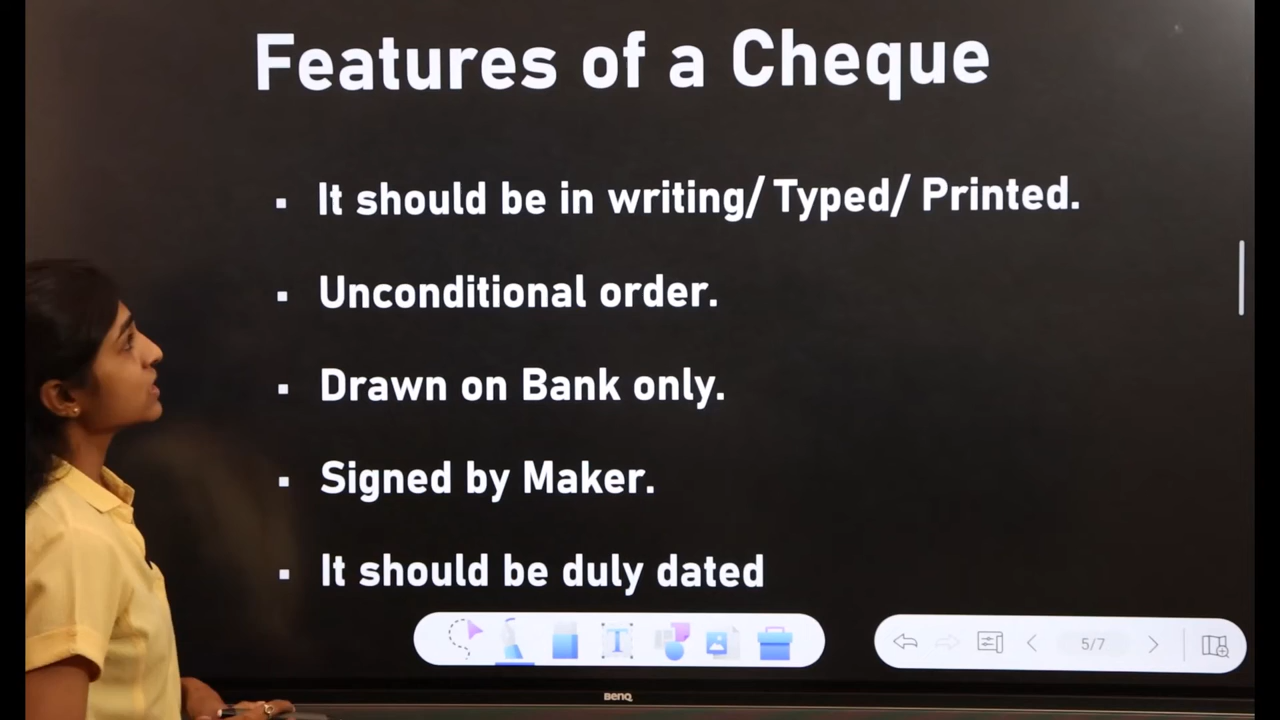 Features of a Cheque
▪ It should be in writing/ Typed/ Printed.
▪ Unconditional order.
▪ Drawn on Bank only.
▪ Signed by Maker.
▪ It should be duly dated
T
5/7
BenQ